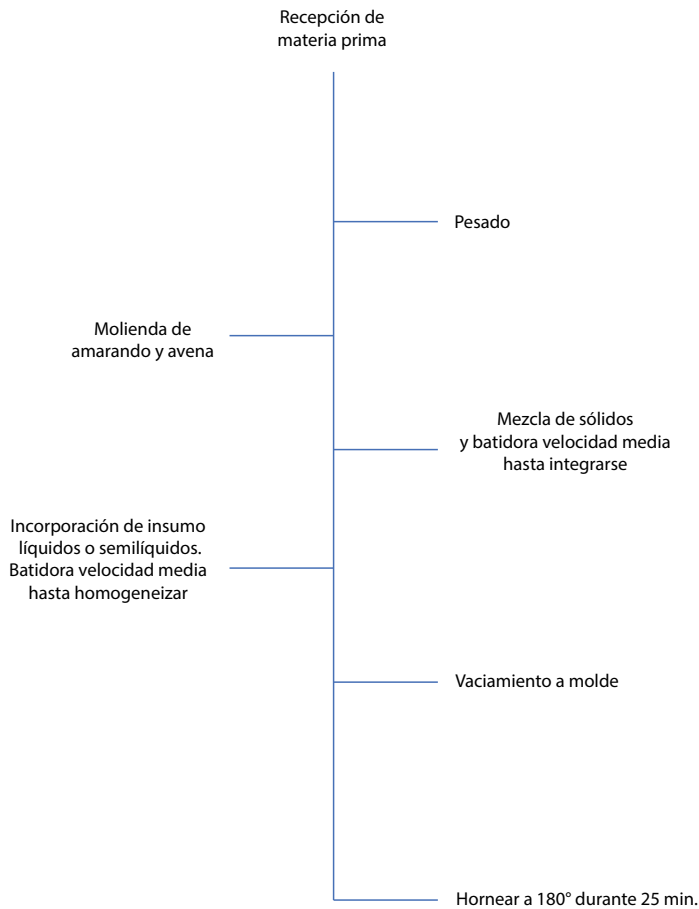 Recepción de
materia prima
Pesado
Molienda de
amarando y avena
Mezcla de sólidos
y batidora velocidad media
hasta integrarse
Incorporación de insumo
líquidos o semilíquidos.
Batidora velocidad media
hasta homogeneizar
Vaciamiento a molde
Hornear a 180° durante 25 min.